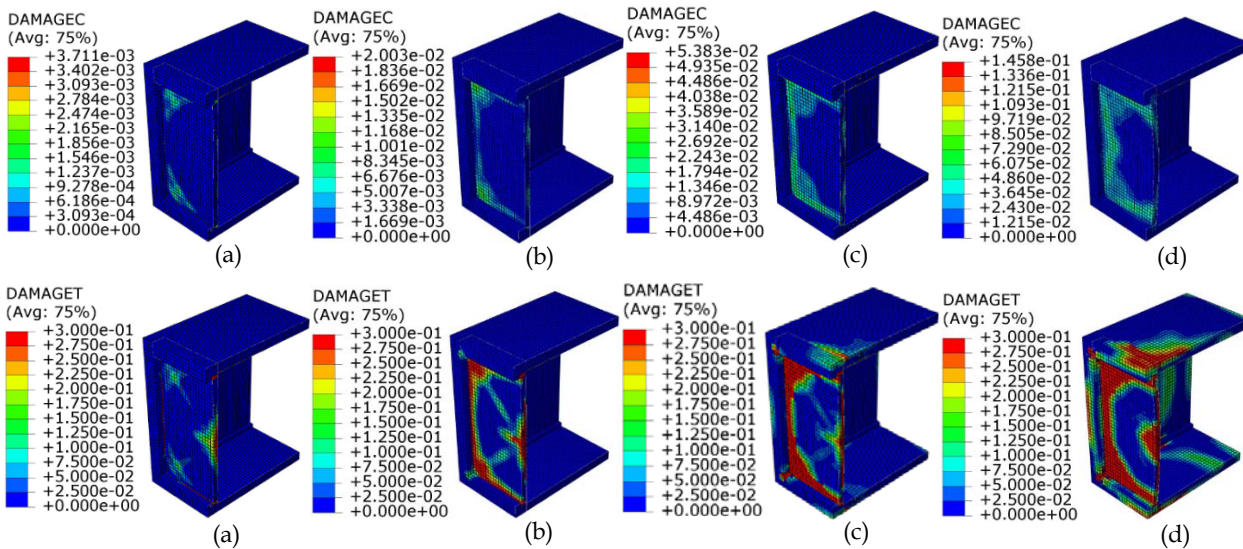 DAMAGEC
(Avg: 75%)
+3.711e-03
+3.402e-03
+3.093e-03
+2.784e-03
+2.474e-03
+2.165e-03
+1.856e-03
+1.546e-03
+1.237e-03
+9.278e-04
+6.186e-04
+3.093e-04
+0.000e+00
(a)
DAMAGEC
(Avg: 75%)
+2.003e-02
+1.836e-02
+1.669e-02
+1.502e-02
+1.335e-02
+1.168e-02
+1.001e-02
+8.345e-03
+6.676e-03
+5.007e-03
+3.338e-03
+1.669e-03
+0.000e+00
(b)
DAMAGEC
(Avg: 75%)
+5.383e-02
+4.935e-02
+4.486e-02
+4.038e-02
+3.589e-02
+3.140e-02
+2.692e-02
+2.243e-02
+1.794e-02
+1.346e-02
+8.972e-03
+4.486e-03
+0.000e+00
(c)
DAMAGEC
(Avg: 75%)
+1.458e-01
+1.336e-01
+1.215e-01
+1.093e-01
+9.719e-02
+8.505e-02
+7.290e-02
+6.075e-02
+4.860e-02
+3.645e-02
+2.430e-02
+1.215e-02
+0.000e+00
(d)
DAMAGET
(Avg: 75%)
+3.000e-01
+2.750e-01
+2.500e-01
+2.250e-01
+2.000e-01
+1.750e-01
+1.500e-01
+1.250e-01
+1.000e-01
+7.500e-02
+5.000e-02
+2.500e-02
+0.000e+00
(a)
DAMAGET
(Avg: 75%)
+3.000e-01
+2.750e-01
+2.500e-01
+2.250e-01
+2.000e-01
+1.750e-01
+1.500e-01
+1.250e-01
+1.000e-01
+7.500e-02
+5.000e-02
+2.500e-02
+0.000e+00
(b)
DAMAGET
(Avg: 75%)
+3.000e-01
+2.750e-01
+2.500e-01
+2.250e-01
+2.000e-01
+1.750e-01
+1.500e-01
+1.250e-01
+1.000e-01
+7.500e-02
+5.000e-02
+2.500e-02
+0.000e+00
(c)
DAMAGET
(Avg: 75%)
+3.000e-01
+2.750e-01
+2.500e-01
+2.250e-01
+2.000e-01
+1.750e-01
+1.500e-01
+1.250e-01
+1.000e-01
+7.500e-02
+5.000e-02
+2.500e-02
+0.000e+00
(d)